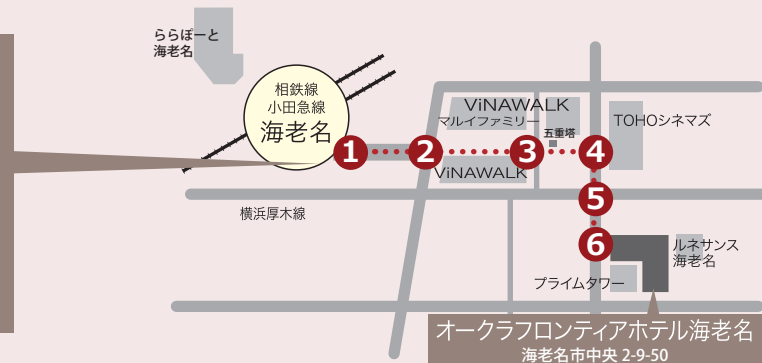 ららぽーと
海老名
相鉄線
小田急線
海老名
ViNAWALK
マルイファミリー
五重塔
TOHOシネマズ
1
2
3
4
ViNAWALK
5
横浜厚木線
6
ルネサンス
海老名
プライムタワー
オークラフロンティアホテル海老名
海老名市中央 2-9-50